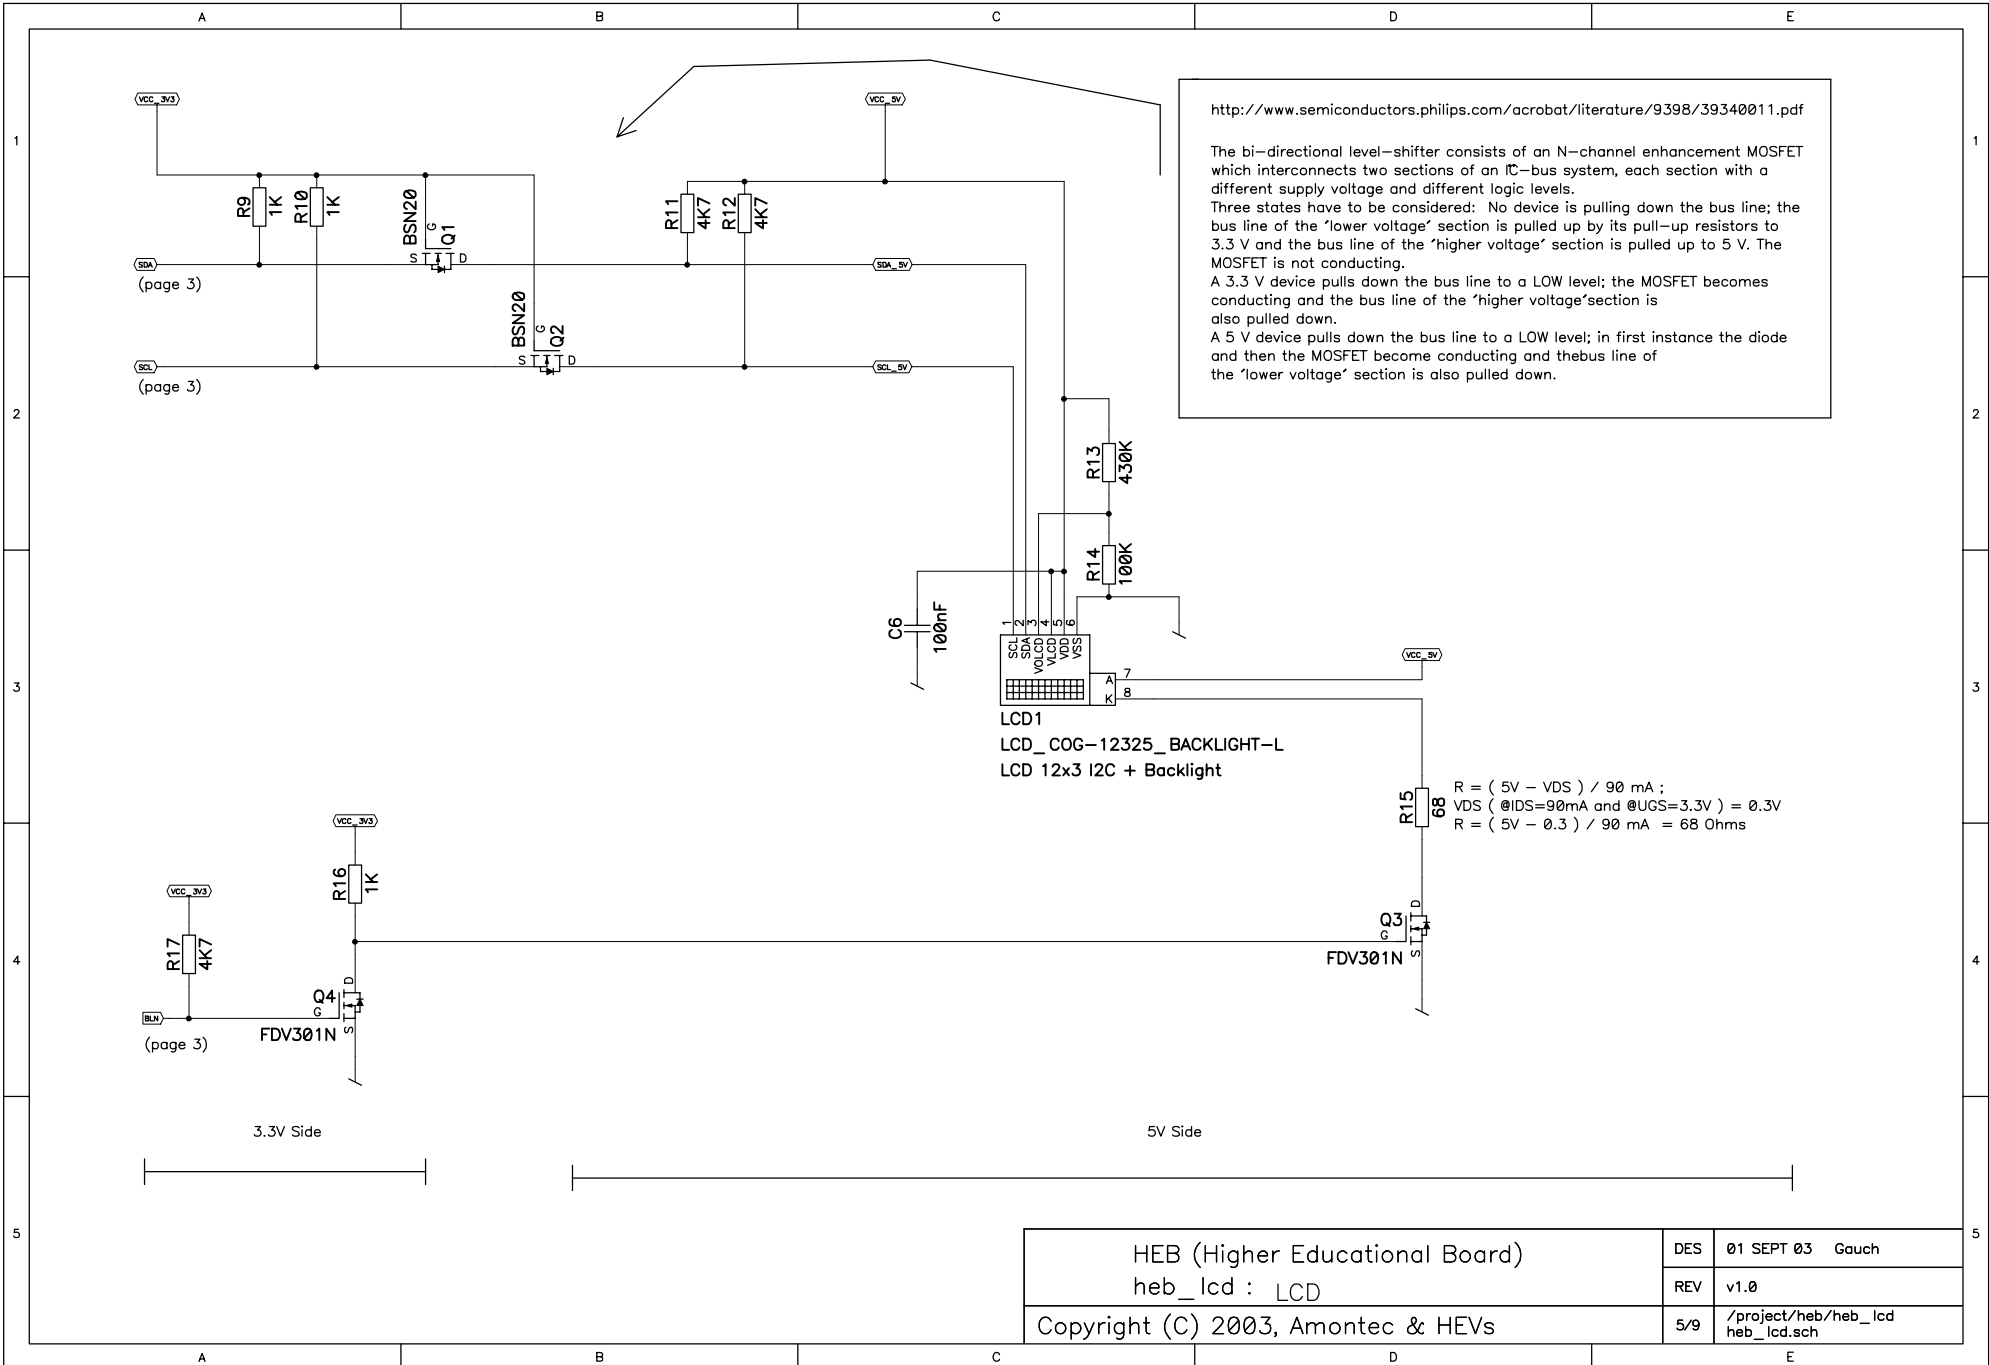 A B C D E
1
2
3
4
5
1
2
3
4
5
A B C D E
VCC_3V3
R9
1K
R10
1K
BSN20
G
Q1
S D
SDA
(page 3)
BSN20
G
Q2
S D
SCL
(page 3)
VCC_5V
R11
4K7
R12
4K7
SDA_5V
SCL_5V
http://www.semiconductors.philips.com/acrobat/literature/9398/39340011.pdf
The bi-directional level-shifter consists of an N-channel enhancement MOSFET
which interconnects two sections of an I²C-bus system, each section with a
different supply voltage and different logic levels.
Three states have to be considered: No device is pulling down the bus line; the
bus line of the ´lower voltage´ section is pulled up by its pull-up resistors to
3.3 V and the bus line of the ´higher voltage´ section is pulled up to 5 V. The
MOSFET is not conducting.
A 3.3 V device pulls down the bus line to a LOW level; the MOSFET becomes
conducting and the bus line of the ´higher voltage´section is
also pulled down.
A 5 V device pulls down the bus line to a LOW level; in first instance the diode
and then the MOSFET become conducting and thebus line of
the ´lower voltage´ section is also pulled down.
R13
430K
R14
100K
C6
100nF
1 2 3 4 5 6
SCL
SDA
VOLCD
VLCD
VDD
VSS
A 7
K 8
LCD1
LCD_COG-12325_BACKLIGHT-L
LCD 12x3 I2C + Backlight
VCC_5V
R15
68
R = ( 5V - VDS ) / 90 mA ;
VDS ( @IDS=90mA and @UGS=3.3V ) = 0.3V
R = ( 5V - 0.3 ) / 90 mA = 68 Ohms
VCC_3V3
R16
1K
VCC_3V3
R17
4K7
BLN
(page 3)
Q4
G
D
S
FDV301N
Q3
G
D
S
FDV301N
3.3V Side
5V Side
HEB (Higher Educational Board)
heb_lcd : LCD
Copyright (C) 2003, Amontec & HEVs
DES 01 SEPT 03 Gauch
REV v1.0
5/9 /project/heb/heb_lcd
heb_lcd.sch